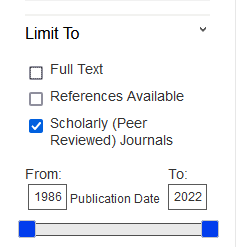 Limit To
Full Text
References Available
Scholarly (Peer
Reviewed) Journals
From: To:
1986 Publication Date 2022